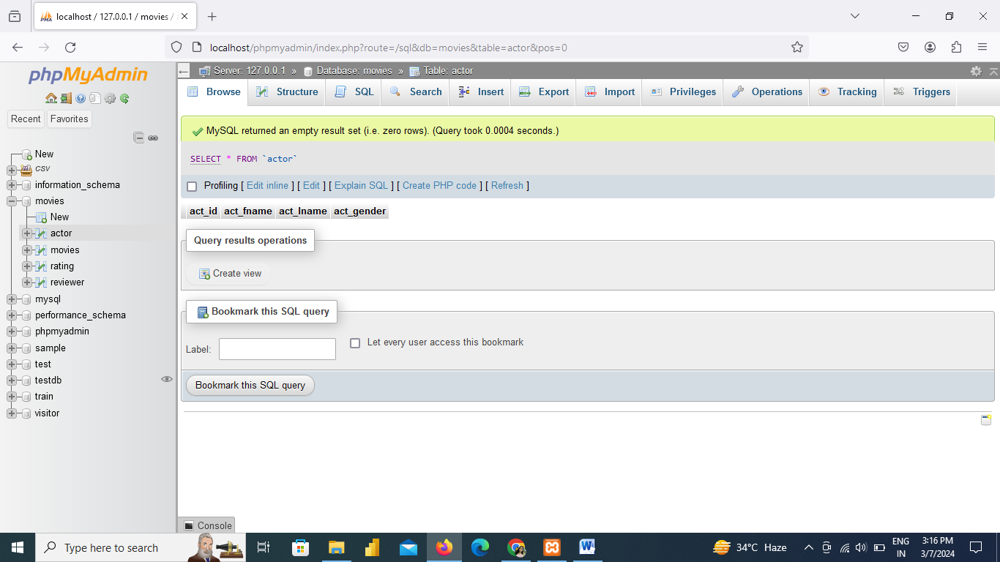 localhost / 127.0.0.1 / movies /
localhost/phpmyadmin/index.php?route=/sql&db=movies&table=actor&pos=0
phpMyAdmin
Recent Favorites
New
csv
information_schema
movies
New
actor
movies
rating
reviewer
mysql
performance_schema
phpmyadmin
sample
test
testdb
train
visitor
Server: 127.0.0.1 » Database: movies » Table: actor
Browse Structure SQL Search Insert Export Import Privileges Operations Tracking Triggers
MySQL returned an empty result set (i.e. zero rows). (Query took 0.0004 seconds.)
SELECT * FROM `actor`
Profiling [ Edit inline ] [ Edit ] [ Explain SQL ] [ Create PHP code ] [ Refresh ]
act_id act_fname act_lname act_gender
Query results operations
Create view
Bookmark this SQL query
Label: Let every user access this bookmark
Bookmark this SQL query
Console
Type here to search
34°C Haze
ENG
IN
3:16 PM
3/7/2024